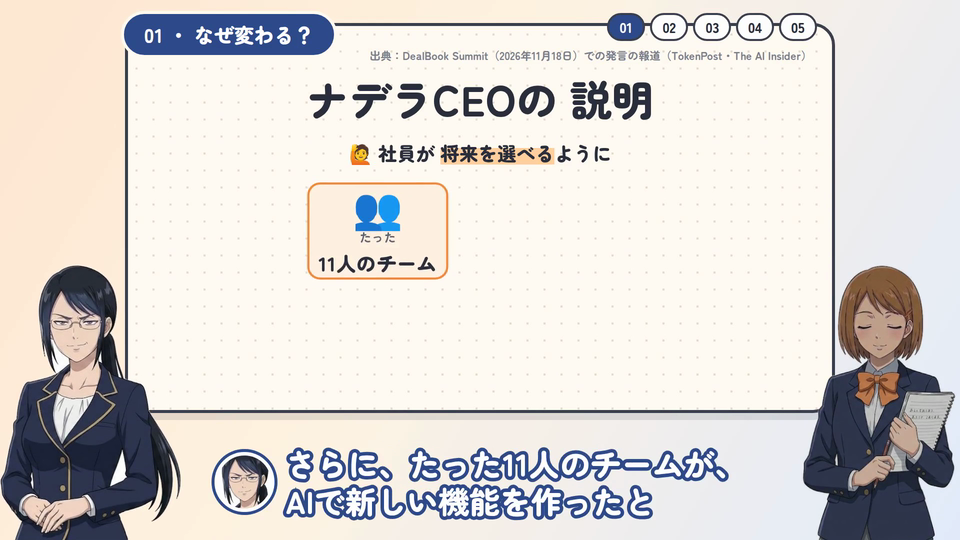 01 ・ なぜ変わる？
01 02 03 04 05
出典：DealBook Summit（2026年11月18日）での発言の報道（TokenPost・The AI Insider）
ナデラCEOの 説明
社員が 将来を選べるように
たった
11人のチーム
さらに、たった11人のチームが、
AIで新しい機能を作ったと